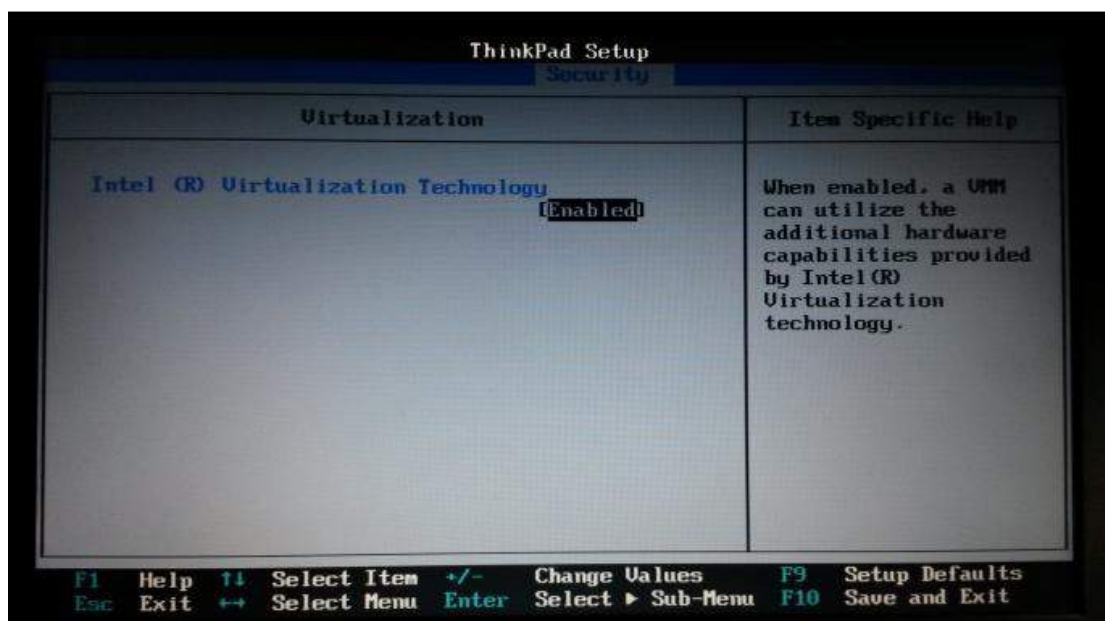 ThinkPad Setup
Security
Virtualization
Item Specific Help
Intel (R) Virtualization Technology
[Enabled]
When enabled, a VMM
can utilize the
additional hardware
capabilities provided
by Intel(R)
Virtualization
technology.
F1 Help ↑↓ Select Item +/- Change Values F9 Setup Defaults
Esc Exit ↔ Select Menu Enter Select ▶ Sub-Menu F10 Save and Exit